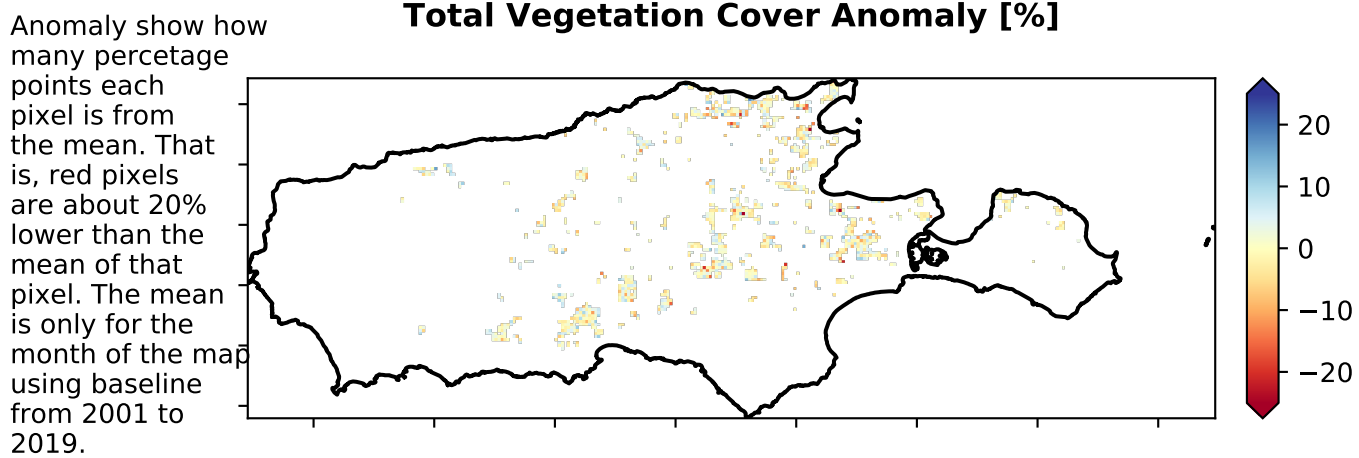 Total Vegetation Cover Anomaly [%]
Anomaly show how
many percetage
points each
pixel is from
the mean. That
is, red pixels
are about 20%
lower than the
mean of that
pixel. The mean
is only for the
month of the map
using baseline
from 2001 to
2019.
20
10
0
−10
−20